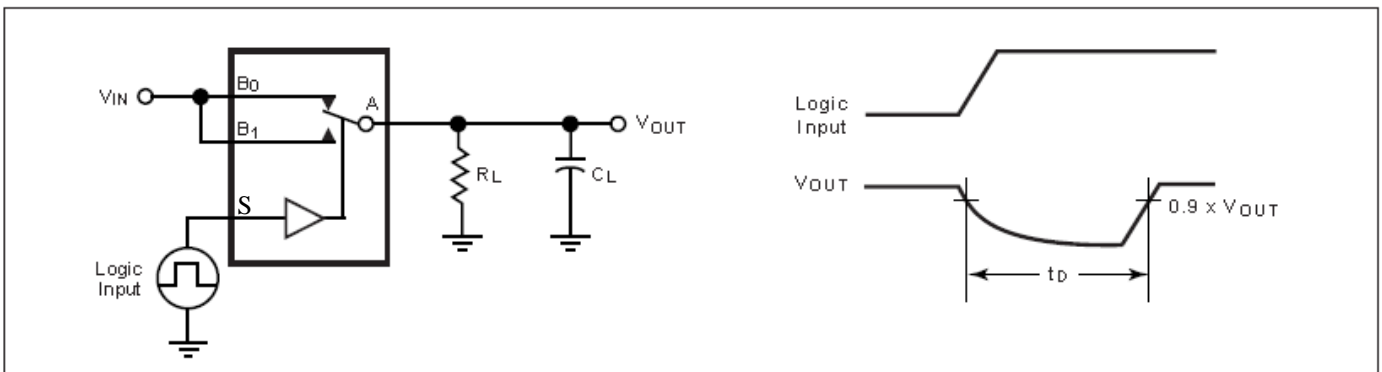 VIN
B0
B1
A
S
Logic
Input
RL
CL
VOUT
Logic
Input
VOUT
0.9 x VOUT
tD